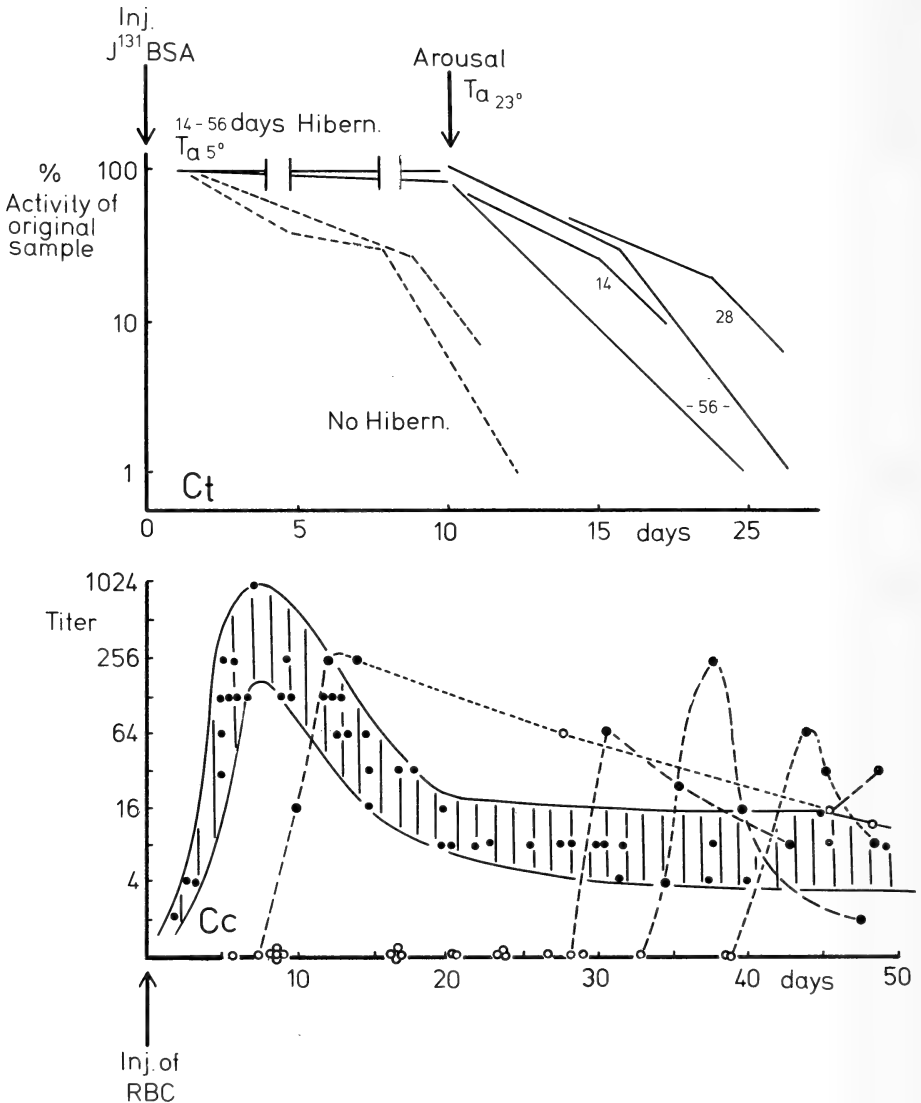 Inj.
J¹³¹BSA
Arousal
Ta 23°
14-56 days Hibern.
Ta 5°
%
Activity of
original
sample
100
10
1
14
28
-56-
No Hibern.
Ct
0 5 10 15 days 25
1024
Titer
256
64
16
4
Cc
10 20 30 40 days 50
Inj. of
RBC